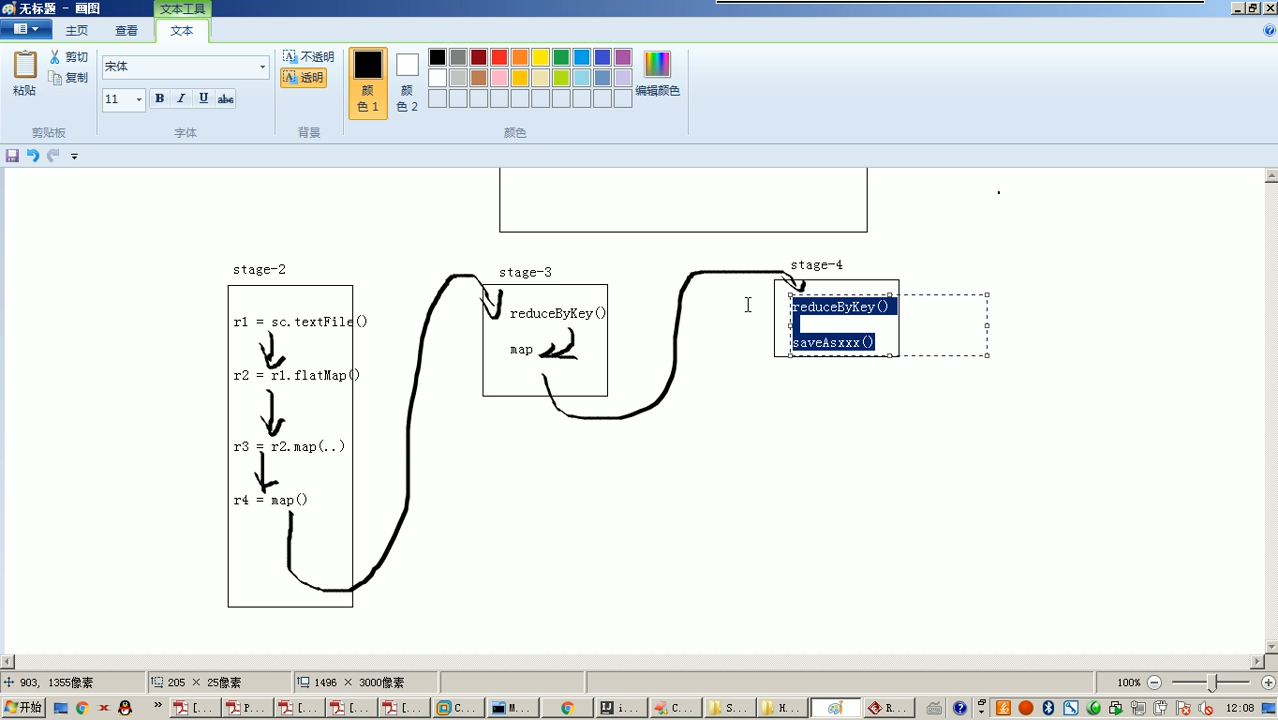 无标题 - 画图
文本工具
主页
查看
文本
粘贴
剪切
复制
剪贴板
宋体
11
B I U abc
字体
不透明
透明
背景
颜
色 1
颜
色 2
编辑颜色
颜色
stage-2
r1 = sc.textFile()
r2 = r1.flatMap()
r3 = r2.map(..)
r4 = map()
stage-3
reduceByKey()
map
stage-4
reduceByKey()
saveAsxxx()
903, 1355像素
205 × 25像素
1496 × 3000像素
100%
开始
[...
P...
[...
[...
[...
C...
M...
i...
C...
S...
H...
R...
12:08